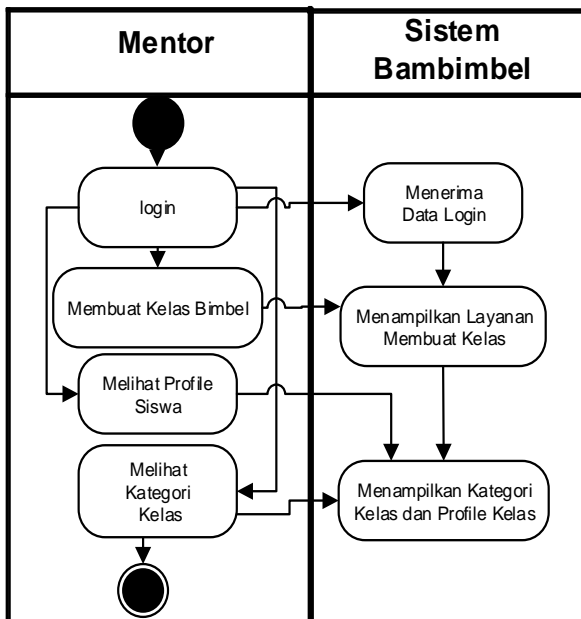 Mentor
Sistem
Bambimbel
login
Menerima
Data Login
Membuat Kelas Bimbel
Menampilkan Layanan
Membuat Kelas
Melihat Profile
Siswa
Melihat
Kategori
Kelas
Menampilkan Kategori
Kelas dan Profile Kelas